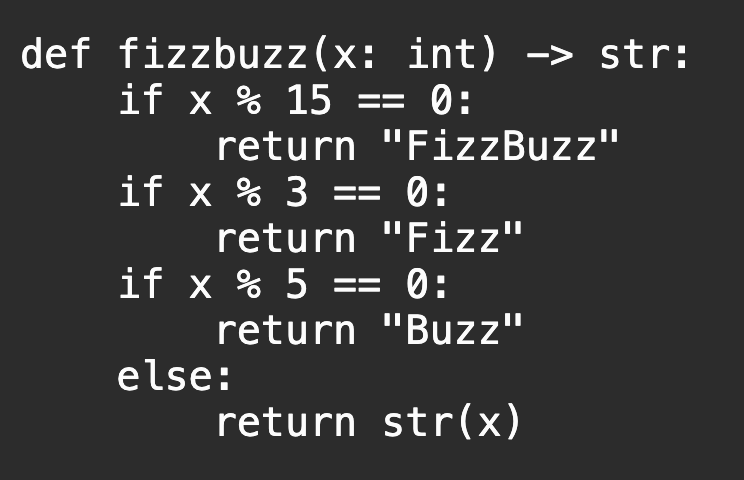 def fizzbuzz(x: int) -> str:
    if x % 15 == 0:
        return "FizzBuzz"
    if x % 3 == 0:
        return "Fizz"
    if x % 5 == 0:
        return "Buzz"
    else:
        return str(x)